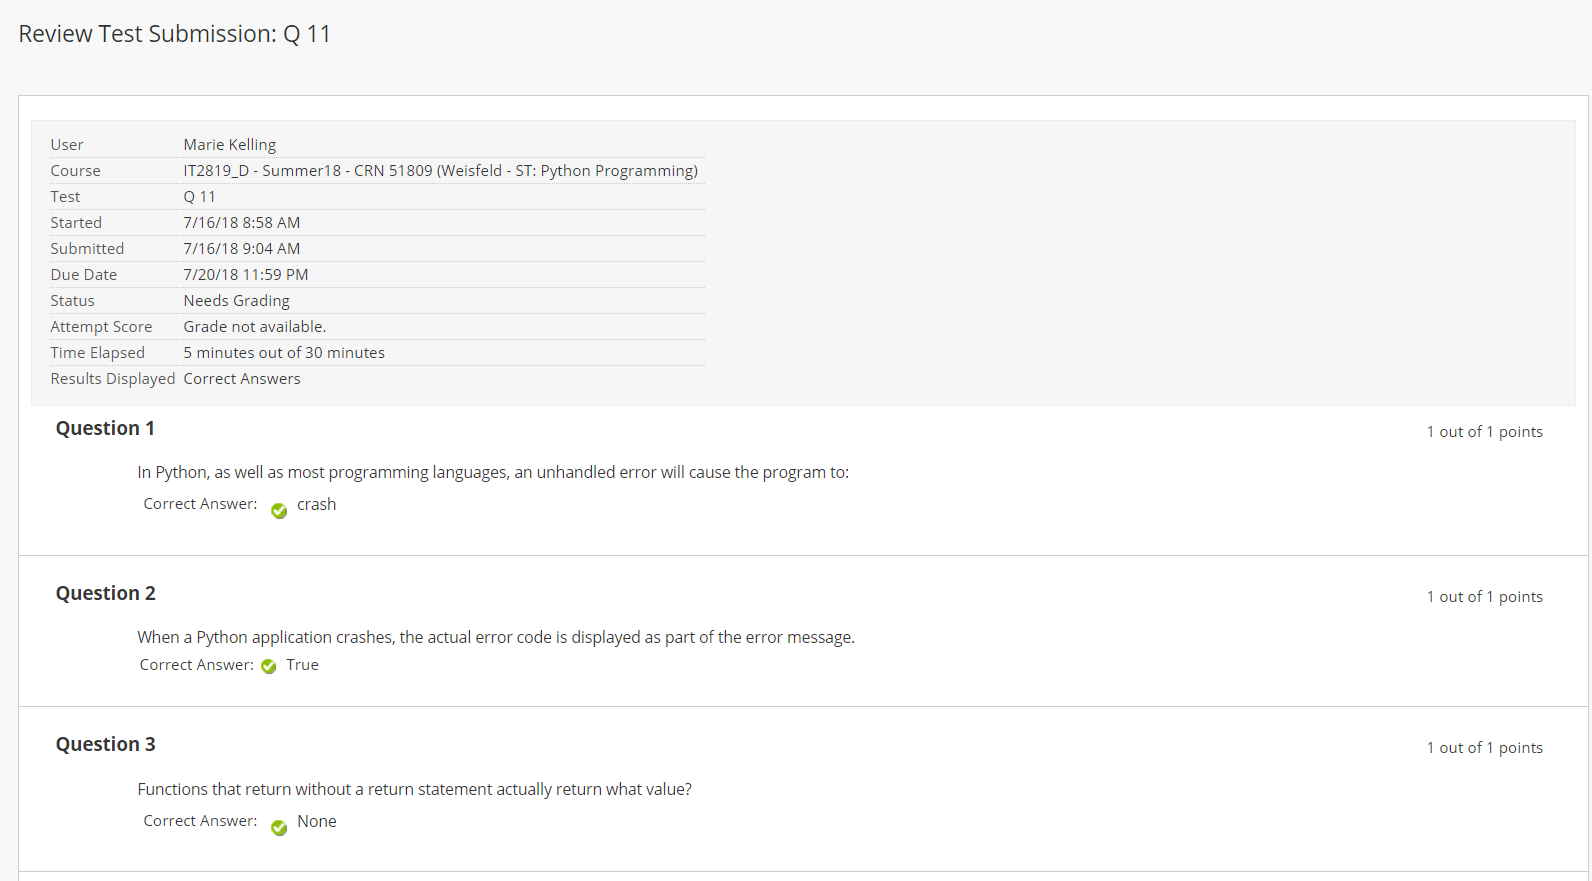 Review Test Submission: Q 11
User Marie Kelling
Course IT2819_D - Summer18 - CRN 51809 (Weisfeld - ST: Python Programming)
Test Q 11
Started 7/16/18 8:58 AM
Submitted 7/16/18 9:04 AM
Due Date 7/20/18 11:59 PM
Status Needs Grading
Attempt Score Grade not available.
Time Elapsed 5 minutes out of 30 minutes
Results Displayed Correct Answers
Question 1 1 out of 1 points
In Python, as well as most programming languages, an unhandled error will cause the program to:
Correct Answer: crash
Question 2 1 out of 1 points
When a Python application crashes, the actual error code is displayed as part of the error message.
Correct Answer: True
Question 3 1 out of 1 points
Functions that return without a return statement actually return what value?
Correct Answer: None